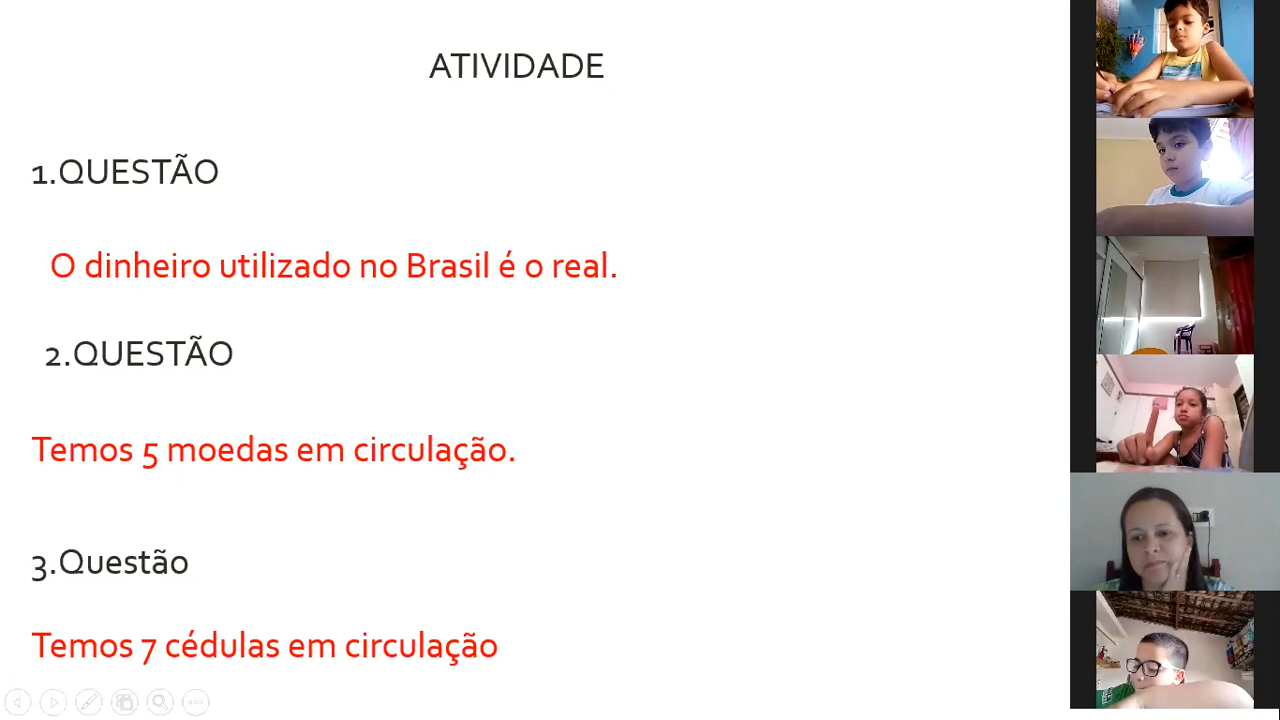 ATIVIDADE
1.QUESTÃO
O dinheiro utilizado no Brasil é o real.
2.QUESTÃO
Temos 5 moedas em circulação.
3.Questão
Temos 7 cédulas em circulação